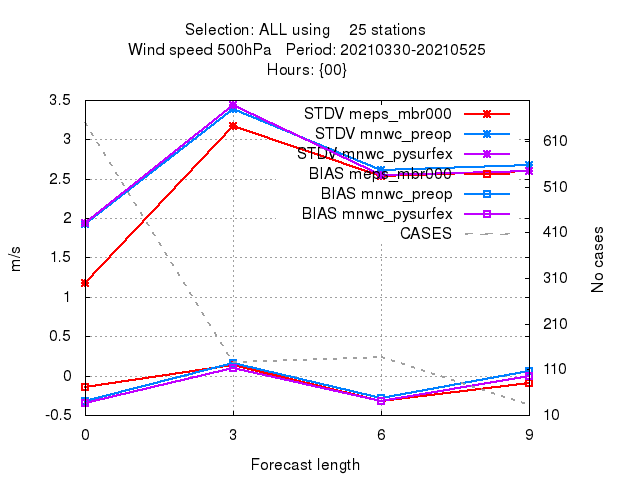 Selection: ALL using 25 stations
Wind speed 500hPa Period: 20210330-20210525
Hours: {00}
STDV meps_mbr000
STDV mnwc_preop
STDV mnwc_pysurfex
BIAS meps_mbr000
BIAS mnwc_preop
BIAS mnwc_pysurfex
CASES
3.5
3
2.5
2
1.5
1
0.5
0
-0.5
m/s
610
510
410
310
210
110
10
No cases
0 3 6 9
Forecast length